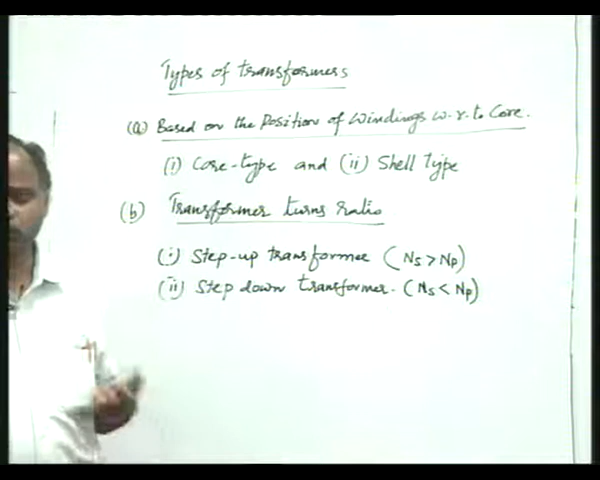 Types of transformers
(a) Based on the Position of Windings w.r.to Core.
(i) Core-type and (ii) Shell Type
(b) Transformer turns ratio
(i) Step-up transformer (Ns > Np)
(ii) Step down transformer. (Ns < Np)